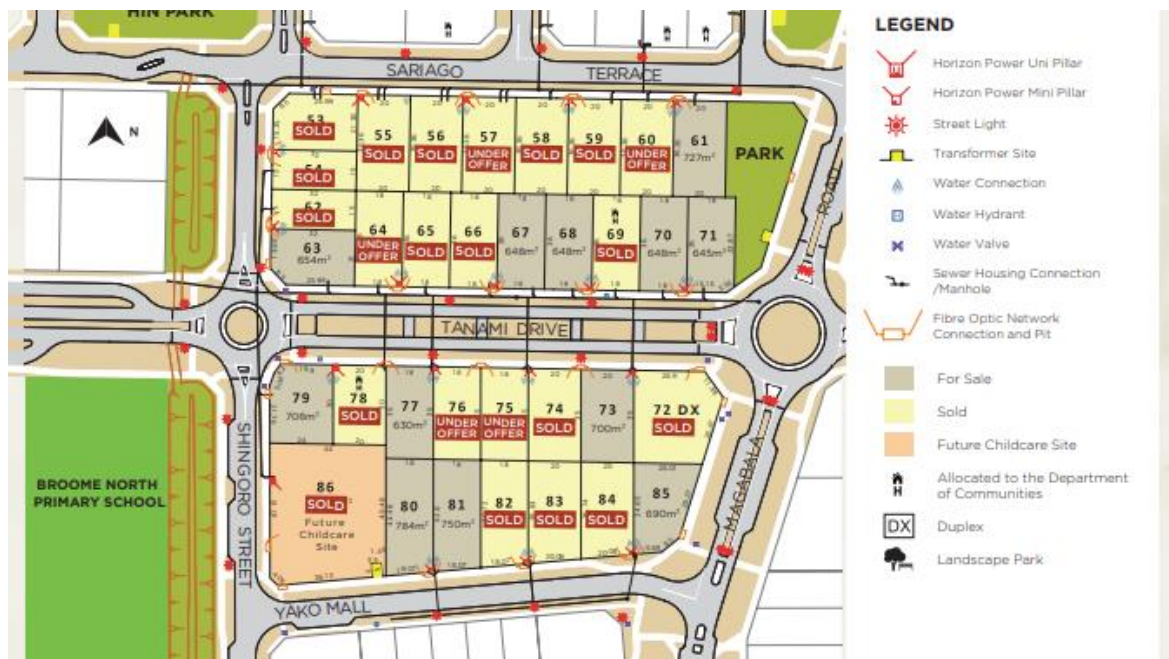 HIN PARK
SARIAGO TERRACE
53
SOLD
55
SOLD
56
SOLD
57
UNDER
OFFER
58
SOLD
59
SOLD
60
UNDER
OFFER
61
727m²
PARK
ROAD
54
SOLD
62
SOLD
63
654m²
64
UNDER
OFFER
65
SOLD
66
SOLD
67
648m²
68
648m²
H
69
SOLD
70
648m²
71
645m²
N
TANAMI DRIVE
79
708m²
H
78
SOLD
77
630m²
76
UNDER
OFFER
75
UNDER
OFFER
74
SOLD
73
700m²
72 DX
SOLD
86
SOLD
Future
Childcare
Site
80
784m²
81
750m²
82
SOLD
83
SOLD
84
SOLD
85
690m²
BROOME NORTH
PRIMARY SCHOOL
SHINGORO STREET
MAGABALA
YAKO MALL
LEGEND
Horizon Power Uni Pillar
Horizon Power Mini Pillar
Street Light
Transformer Site
Water Connection
Water Hydrant
Water Valve
Sewer Housing Connection
/Manhole
Fibre Optic Network
Connection and Pit
For Sale
Sold
Future Childcare Site
H
Allocated to the Department
of Communities
DX
Duplex
Landscape Park